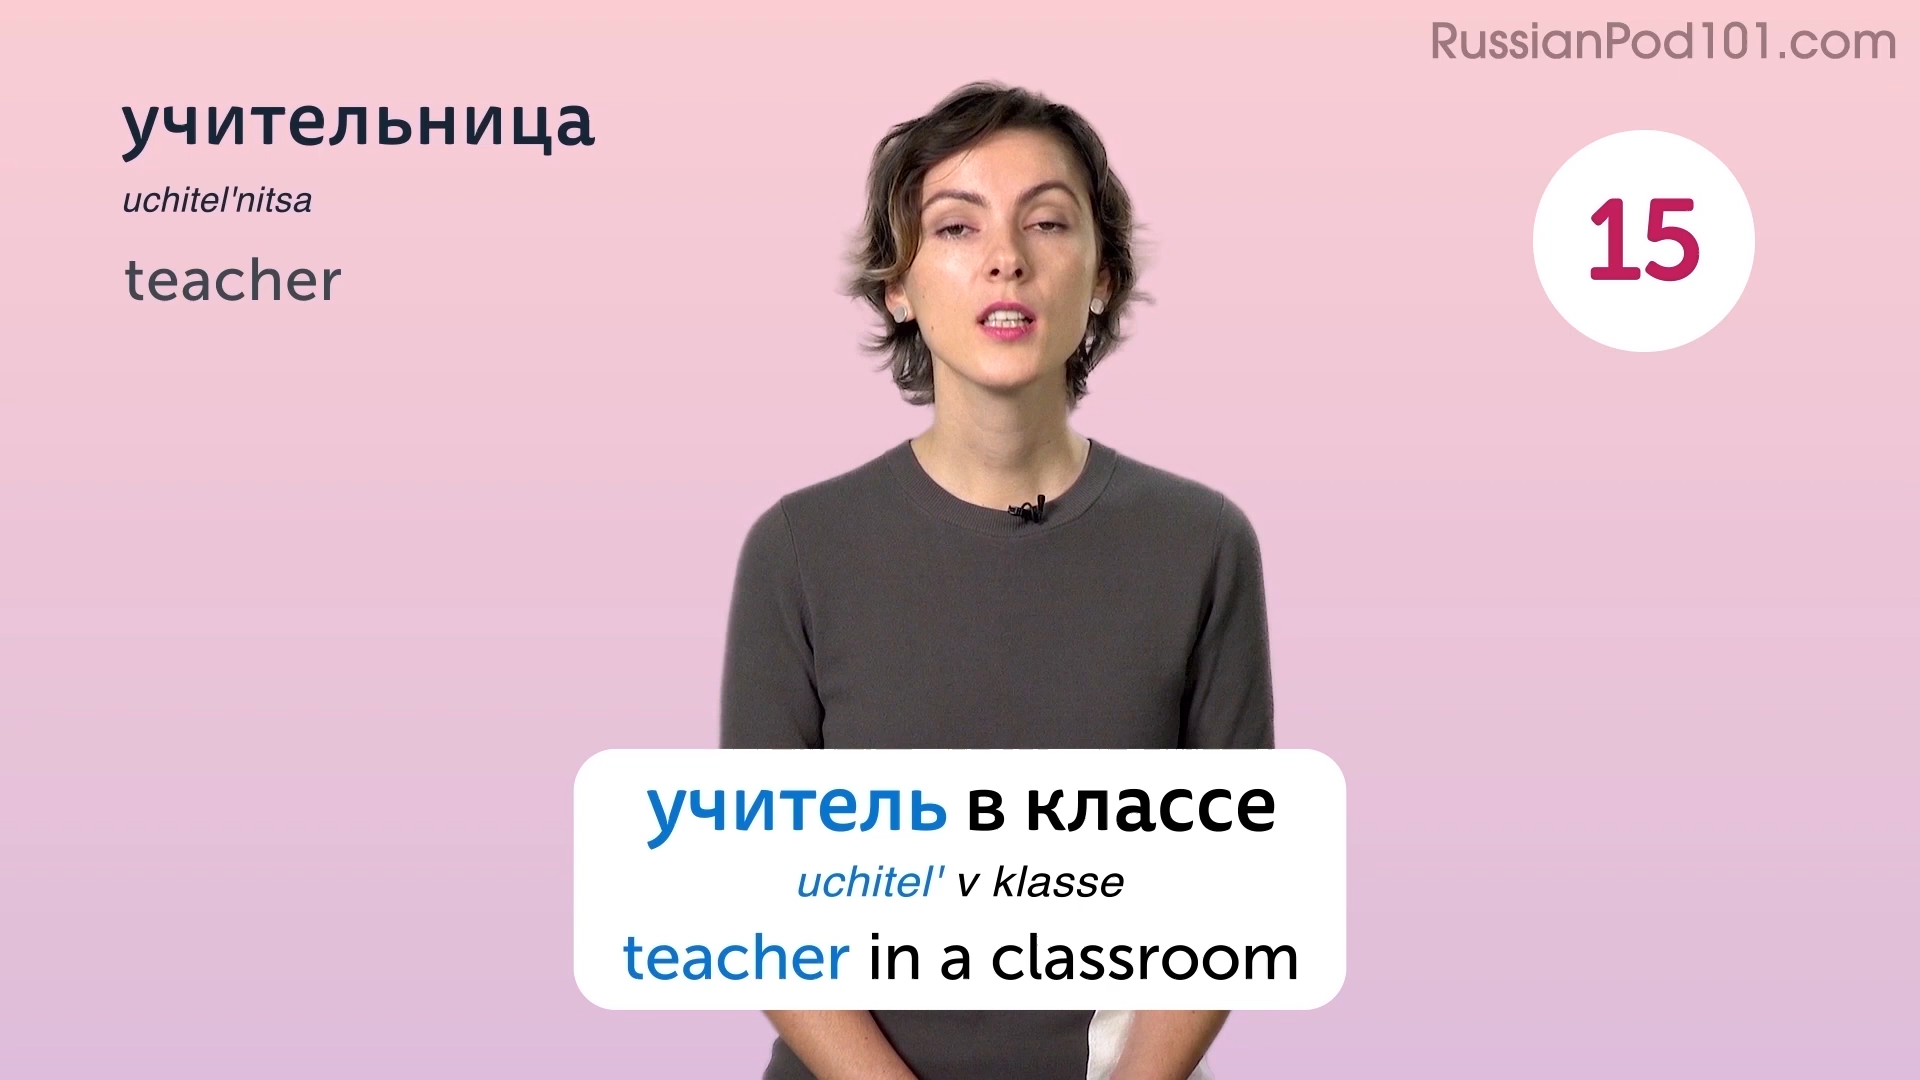 RussianPod101.com
учительница
uchitel'nitsa
teacher
15
учитель в классе
uchitel' v klasse
teacher in a classroom